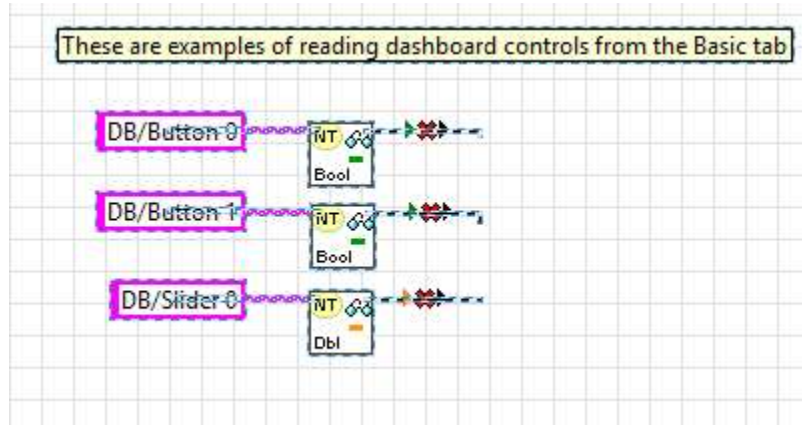 These are examples of reading dashboard controls from the Basic tab
DB/Button 0
NT
Bool
DB/Button 1
NT
Bool
DB/Slider 0
NT
Dbl